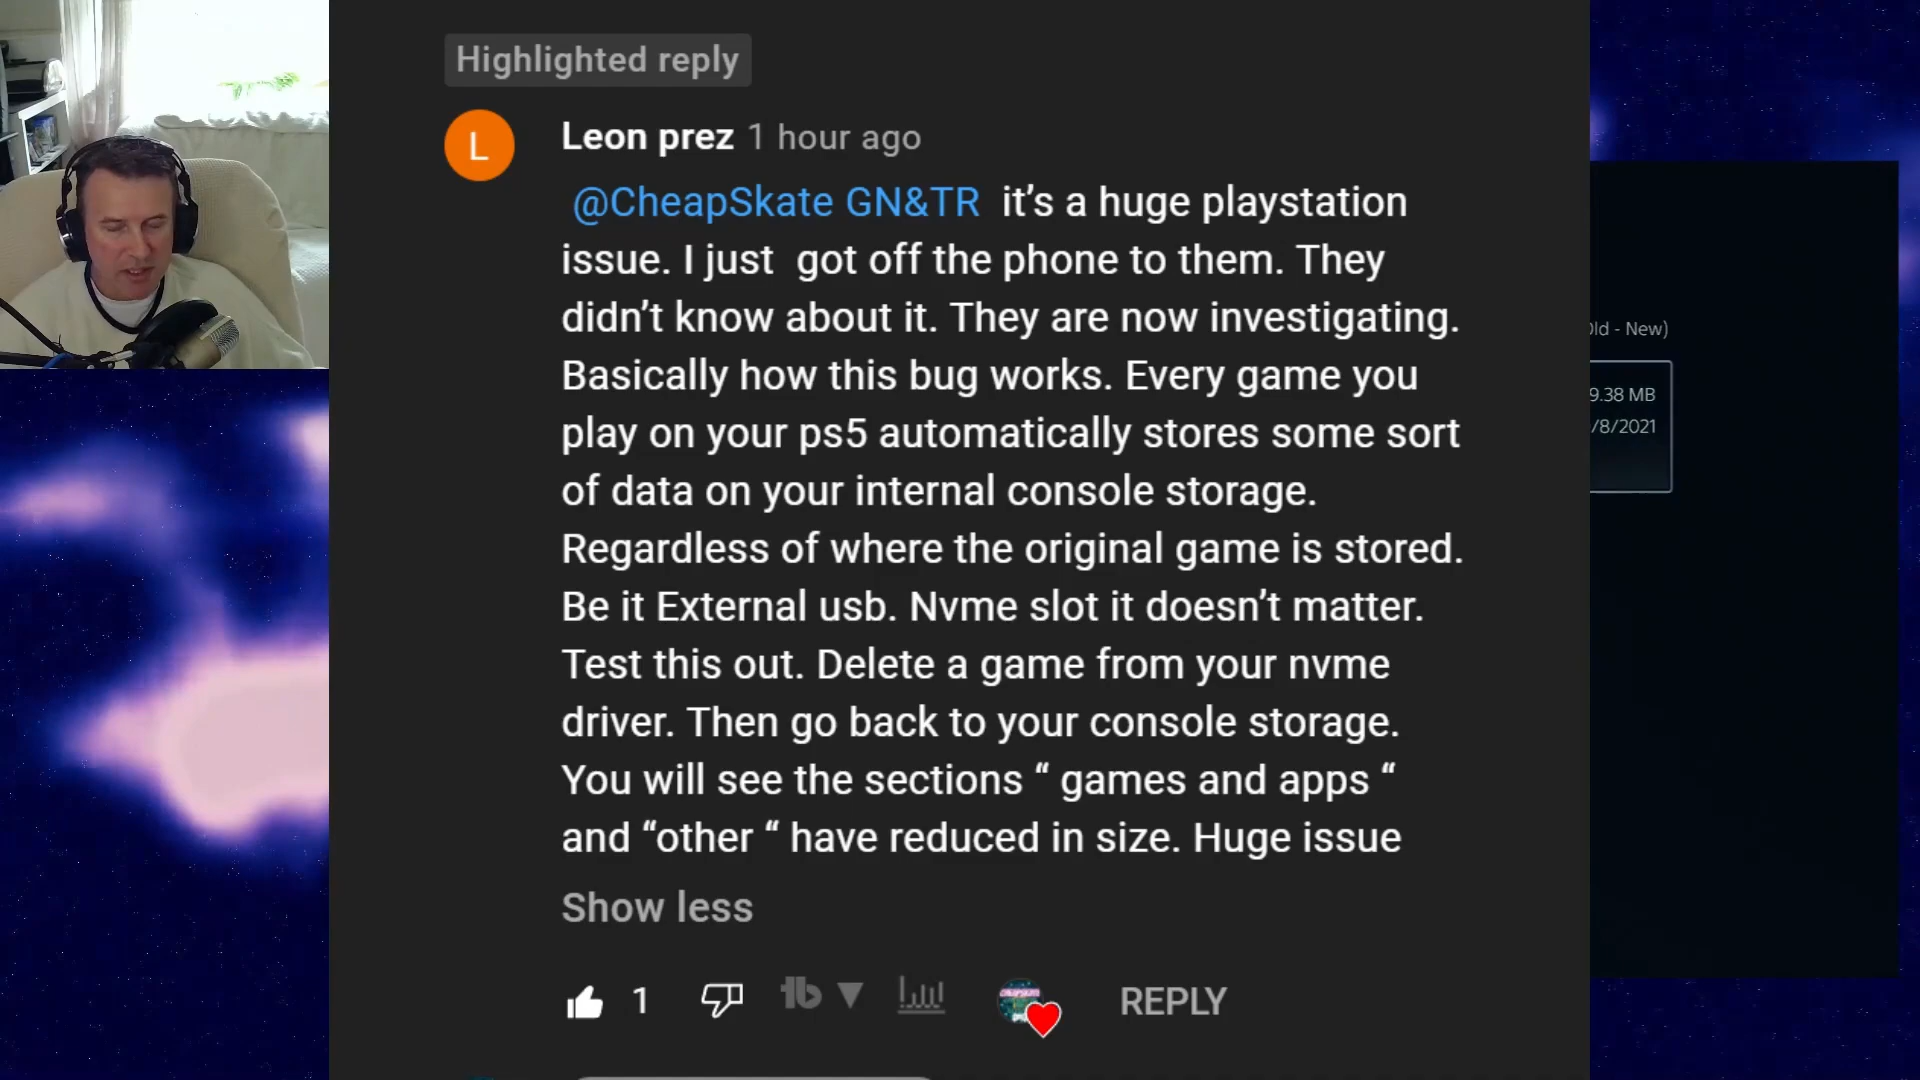 Highlighted reply
L
Leon prez 1 hour ago
@CheapSkate GN&TR it’s a huge playstation
issue. I just got off the phone to them. They
didn’t know about it. They are now investigating.
Basically how this bug works. Every game you
play on your ps5 automatically stores some sort
of data on your internal console storage.
Regardless of where the original game is stored.
Be it External usb. Nvme slot it doesn’t matter.
Test this out. Delete a game from your nvme
driver. Then go back to your console storage.
You will see the sections “ games and apps “
and “other “ have reduced in size. Huge issue
Show less
1
tb
REPLY
ld - New)
9.38 MB
/8/2021